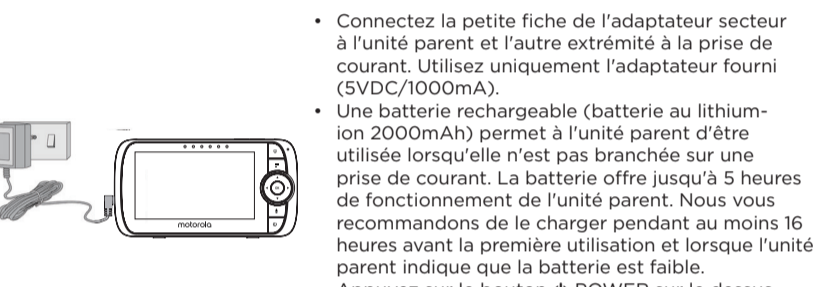 • Connectez la petite fiche de l'adaptateur secteur
à l'unité parent et l'autre extrémité à la prise de
courant. Utilisez uniquement l'adaptateur fourni
(5VDC/1000mA).
• Une batterie rechargeable (batterie au lithium-
ion 2000mAh) permet à l'unité parent d'être
utilisée lorsqu'elle n'est pas branchée sur une
prise de courant. La batterie offre jusqu'à 5 heures
de fonctionnement de l'unité parent. Nous vous
recommandons de le charger pendant au moins 16
heures avant la première utilisation et lorsque l'unité
parent indique que la batterie est faible.
motorola